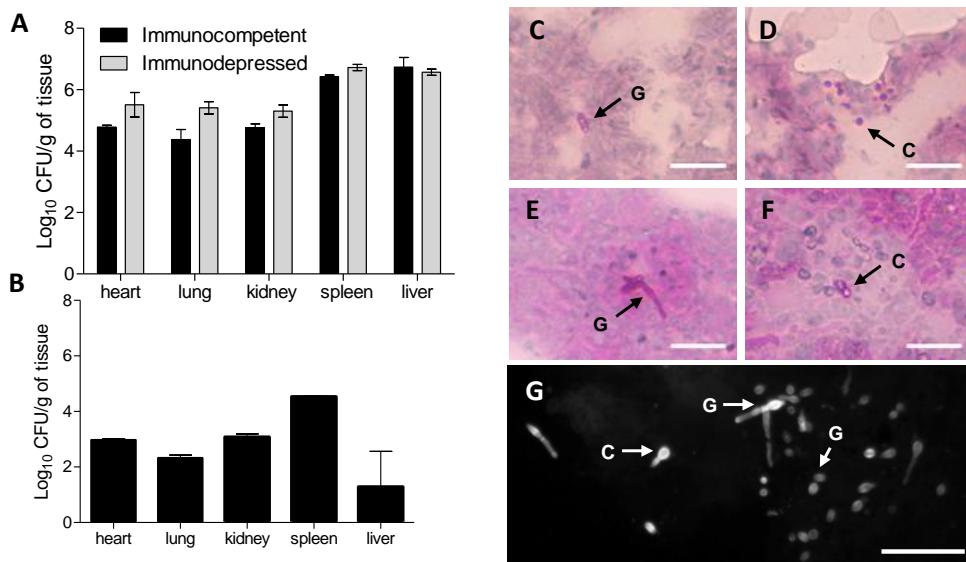 A
Immunocompetent
Immunodepressed
Log10 CFU/g of tissue
8
6
4
2
0
heart lung kidney spleen liver
B
Log10 CFU/g of tissue
8
6
4
2
0
heart lung kidney spleen liver
C
G
D
C
E
G
F
C
G
G
C
G